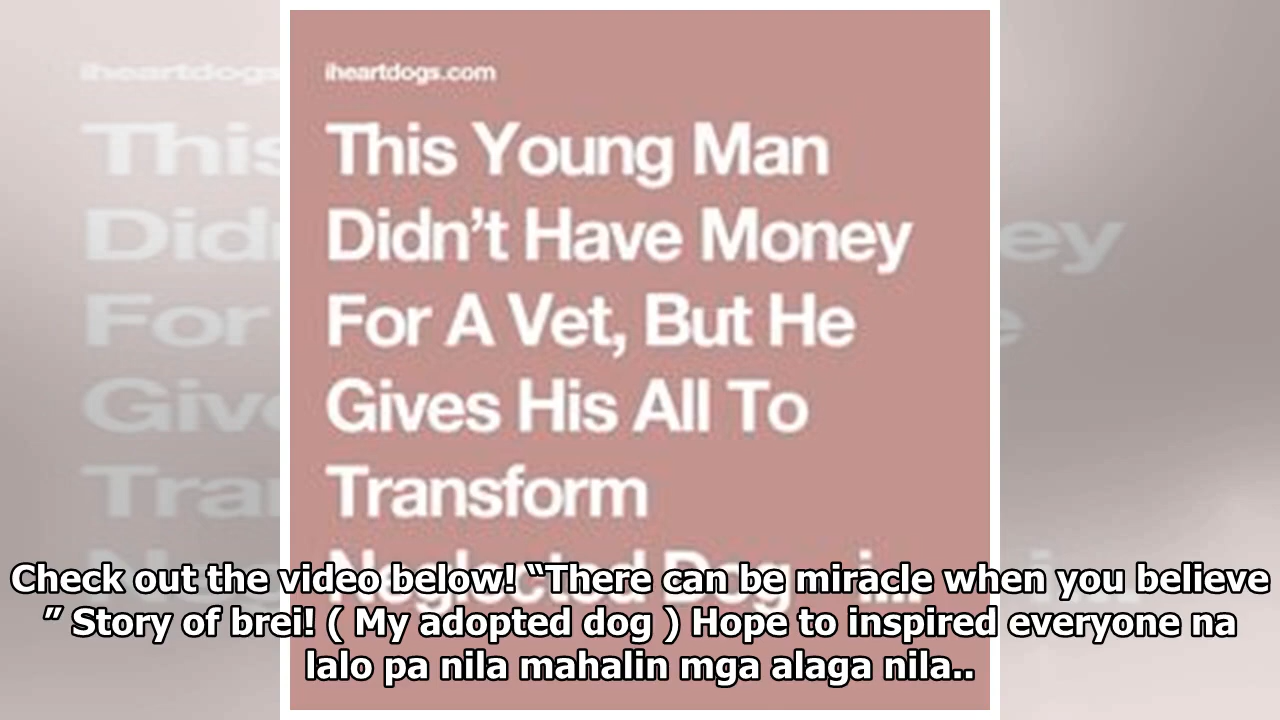 iheartdogs.com
This Young Man
Didn’t Have Money
For A Vet, But He
Gives His All To
Transform
Neglected Dog
Check out the video below! “There can be miracle when you believe
” Story of brei! ( My adopted dog ) Hope to inspired everyone na
lalo pa nila mahalin mga alaga nila..